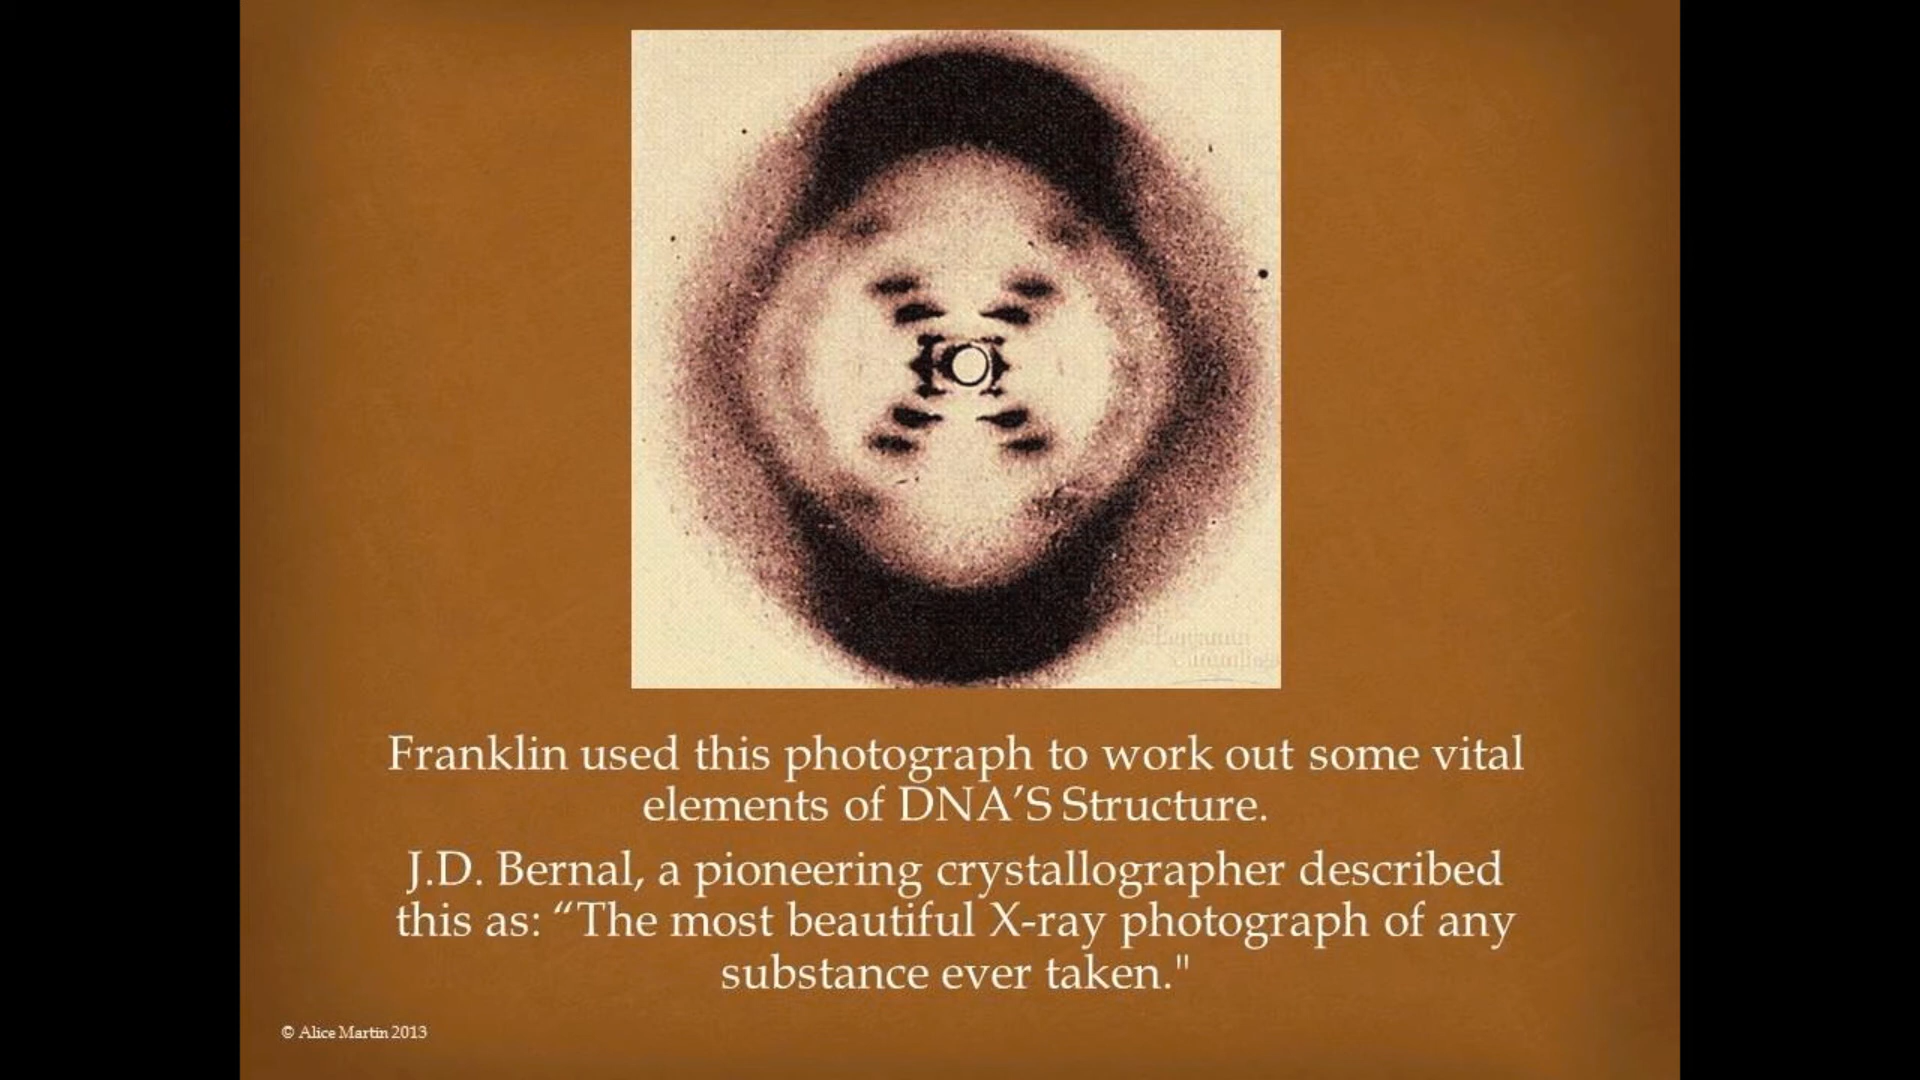 Franklin used this photograph to work out some vital
elements of DNA’S Structure.
J.D. Bernal, a pioneering crystallographer described
this as: “The most beautiful X-ray photograph of any
substance ever taken."
© Alice Martin 2013